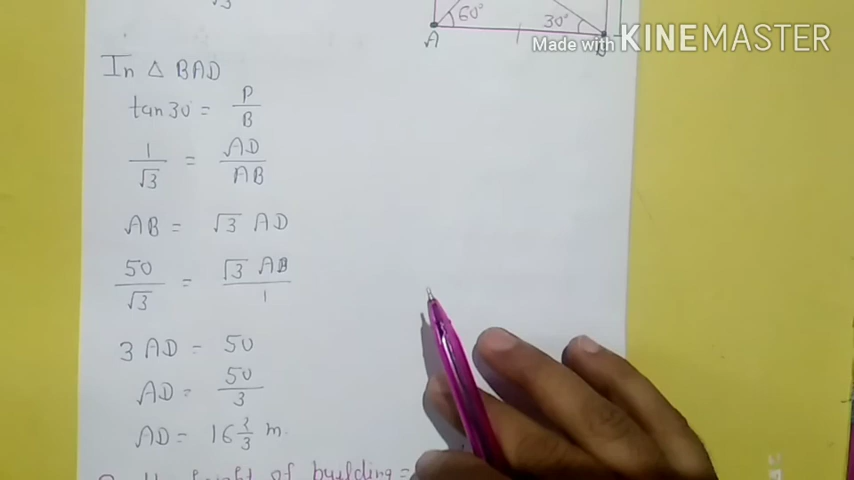 √3
60° 30°
A B
Made with KINEMASTER
In △ BAD
tan 30° = P/B
1/√3 = AD/AB
AB = √3 AD
50/√3 = √3 AB/1
3 AD = 50
AD = 50/3
AD = 16 2/3 m.
height of building =